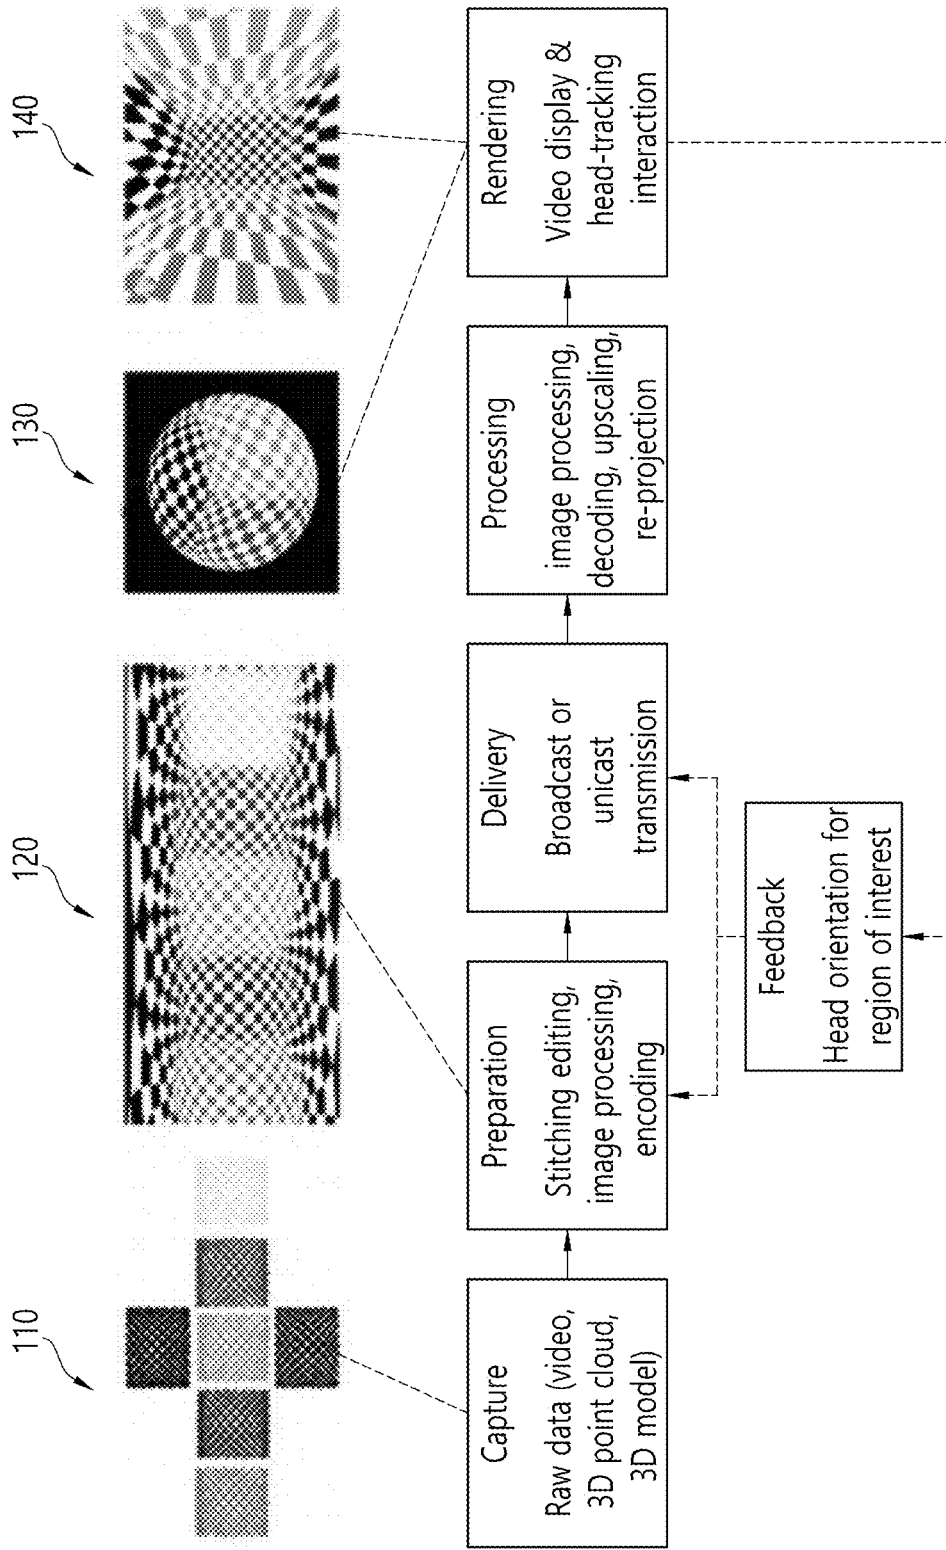 110
120
130
140
Capture
Raw data (video,
3D point cloud,
3D model)
Preparation
Stitching editing,
image processing,
encoding
Delivery
Broadcast or
unicast
transmission
Processing
image processing,
decoding, upscaling,
re-projection
Rendering
Video display &
head-tracking
interaction
Feedback
Head orientation for
region of interest